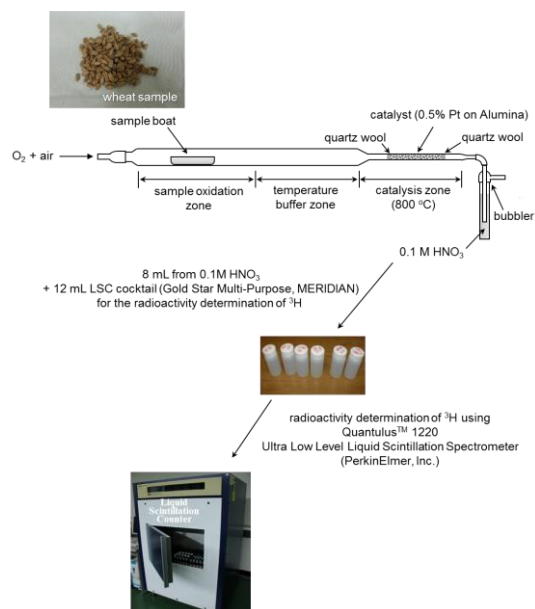 wheat sample
sample boat
catalyst (0.5% Pt on Alumina)
quartz wool
quartz wool
O₂ + air
sample oxidation
zone
temperature
buffer zone
catalysis zone
(800 °C)
bubbler
0.1 M HNO₃
8 mL from 0.1M HNO₃
+ 12 mL LSC cocktail (Gold Star Multi-Purpose, MERIDIAN)
for the radioactivity determination of ³H
radioactivity determination of ³H using
Quantulus™ 1220
Ultra Low Level Liquid Scintillation Spectrometer
(PerkinElmer, Inc.)
Liquid
Scintillation
Counter